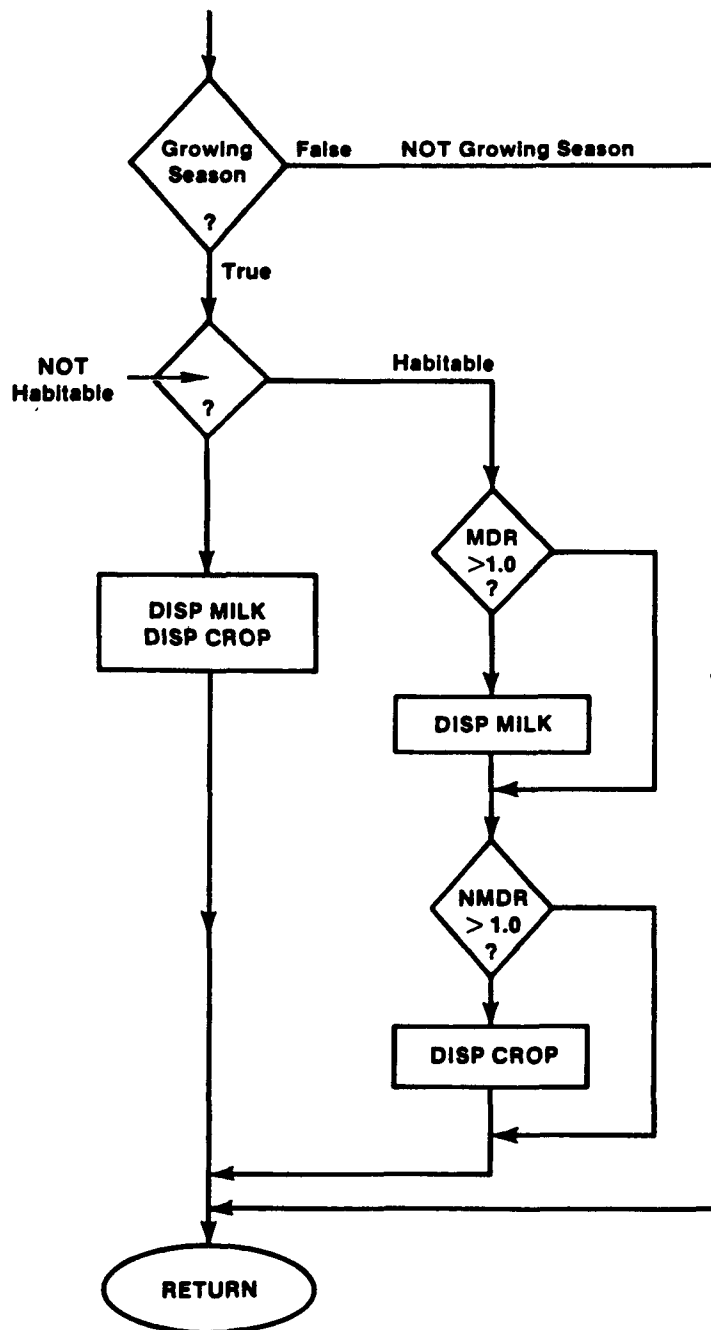 Growing
Season
?
False
NOT Growing Season
True
NOT
Habitable
?
Habitable
MDR
>1.0
?
DISP MILK
DISP CROP
DISP MILK
NMDR
> 1.0
?
DISP CROP
RETURN